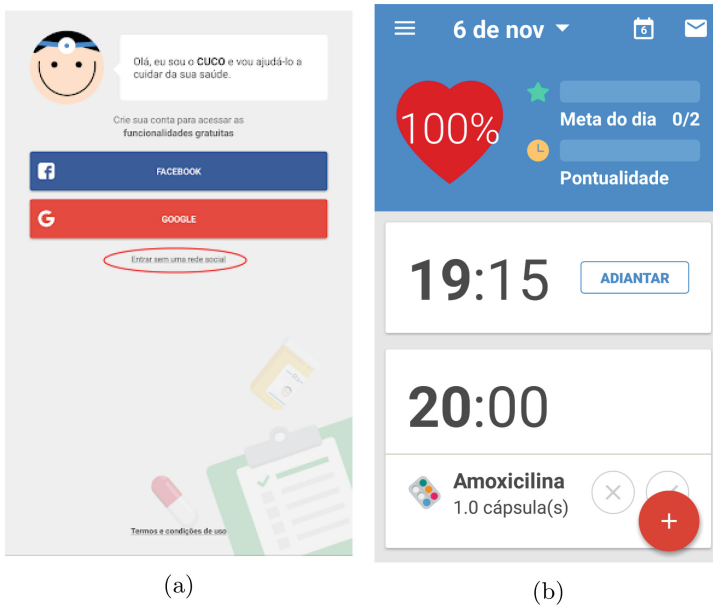 Olá, eu sou o CUCO e vou ajudá-lo a
cuidar da sua saúde.
Crie sua conta para acessar as
funcionalidades gratuitas
FACEBOOK
G
GOOGLE
Entrar sem uma rede social
Termos e condições de uso
(a)
6 de nov
6
100%
Meta do dia 0/2
Pontualidade
19:15
ADIANTAR
20:00
Amoxicilina
1.0 cápsula(s)
(b)